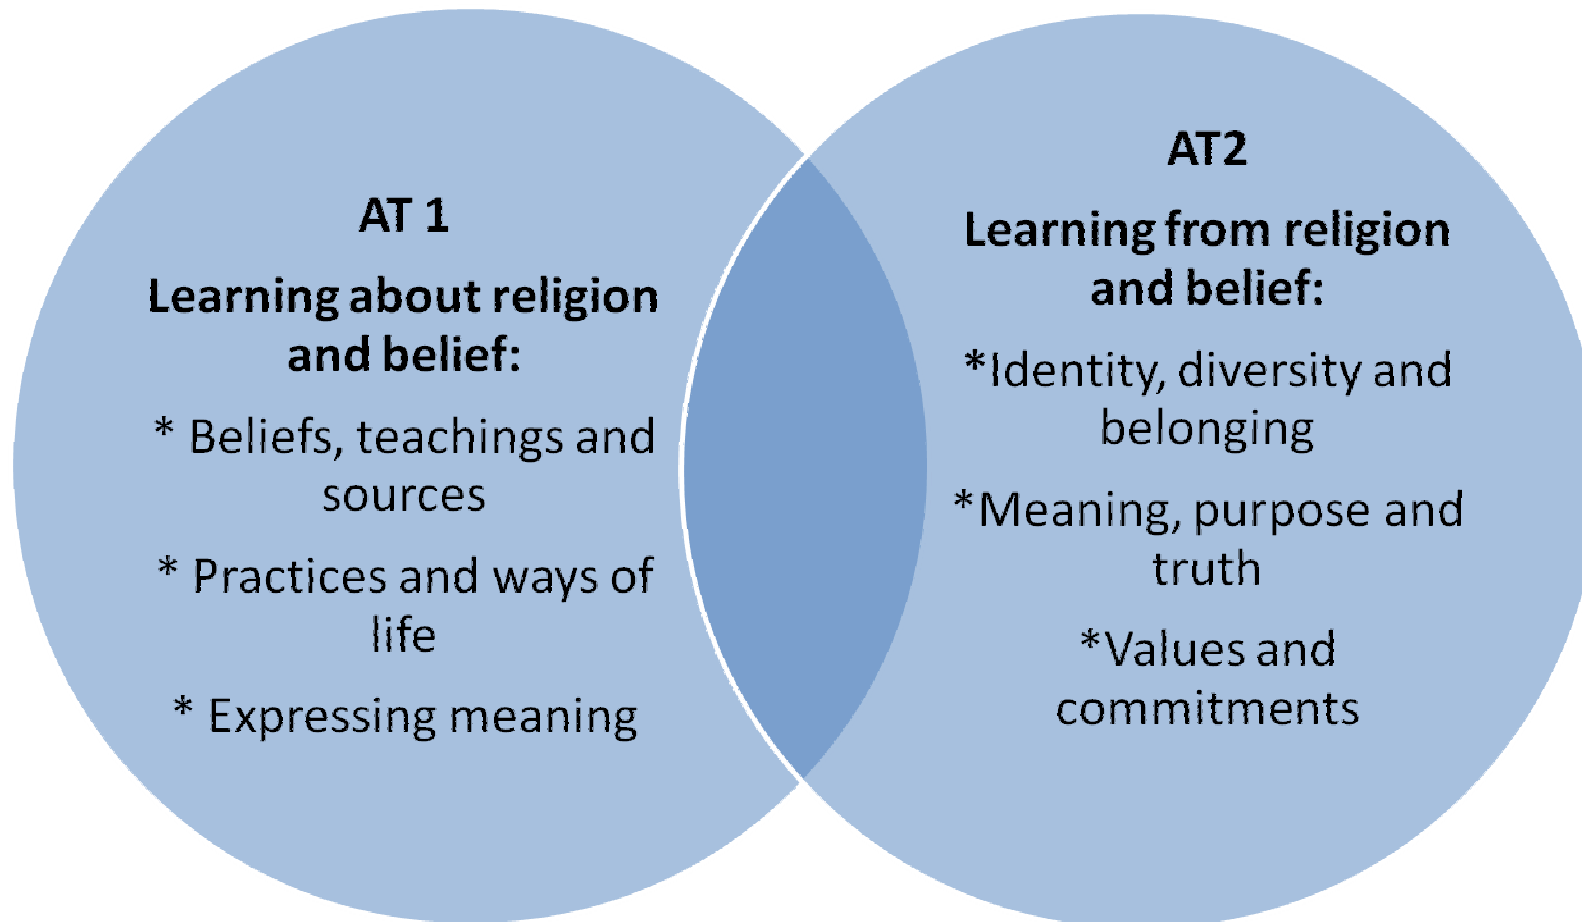 AT 1
Learning about religion
and belief:
* Beliefs, teachings and
sources
* Practices and ways of
life
* Expressing meaning
AT2
Learning from religion
and belief:
*Identity, diversity and
belonging
*Meaning, purpose and
truth
*Values and
commitments